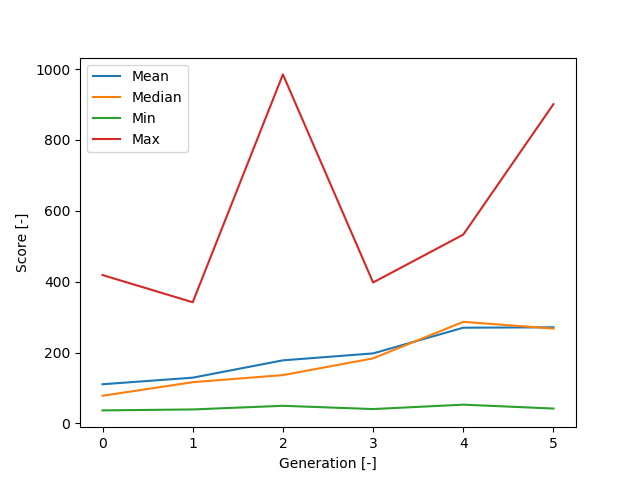 1000
800
600
400
200
0
Score [-]
Mean
Median
Min
Max
0 1 2 3 4 5
Generation [-]